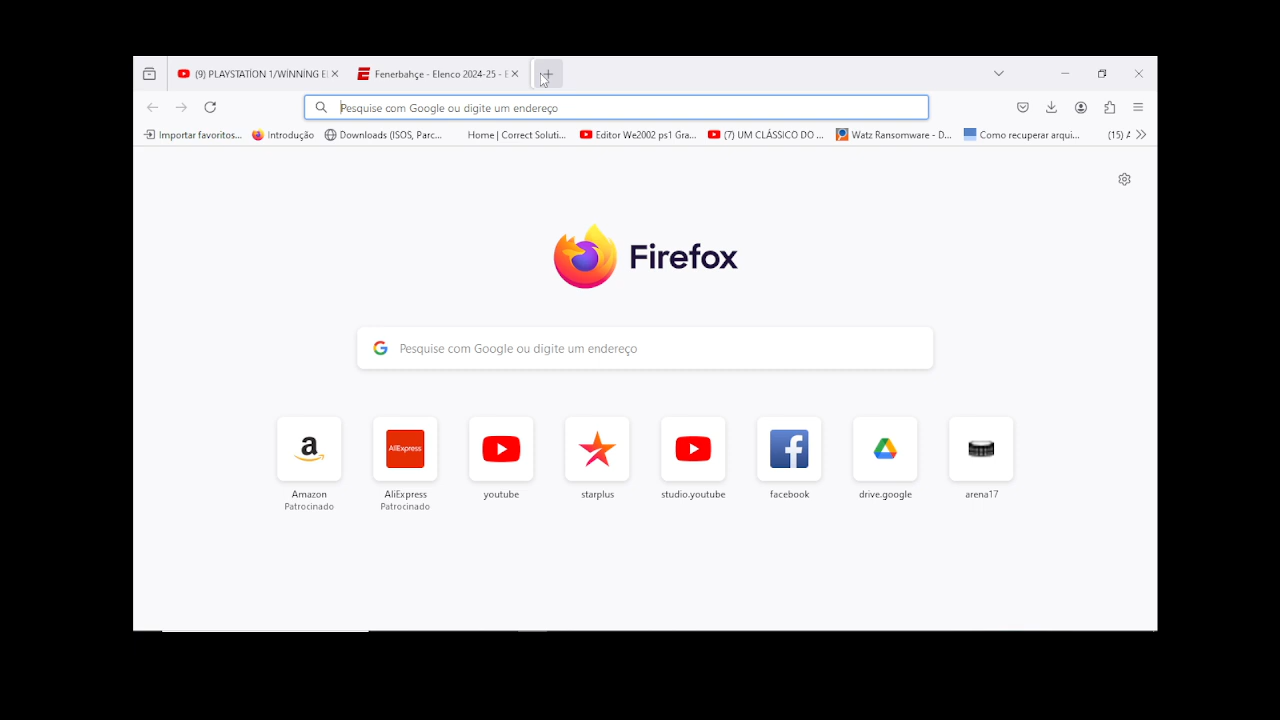 (9) PLAYSTATİON 1/WİNNİNG E
Fenerbahçe - Elenco 2024-25 - E
Pesquise com Google ou digite um endereço
Importar favoritos...
Introdução
Downloads (ISOS, Parc...
Home | Correct Soluti...
Editor We2002 ps1 Gra...
(7) UM CLÁSSICO DO ...
Watz Ransomware - D...
Como recuperar arqui...
(15) A
Firefox
Pesquise com Google ou digite um endereço
a
AliExpress
Amazon
Patrocinado
AliExpress
Patrocinado
youtube
starplus
studio.youtube
facebook
drive.google
arena17